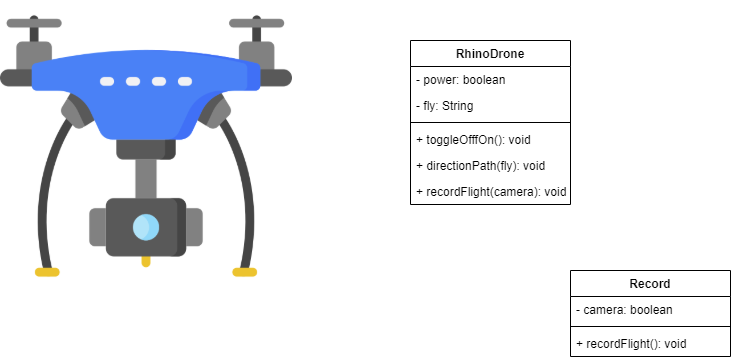 RhinoDrone
- power: boolean
- fly: String
+ toggleOfffOn(): void
+ directionPath(fly): void
+ recordFlight(camera): void
Record
- camera: boolean
+ recordFlight(): void